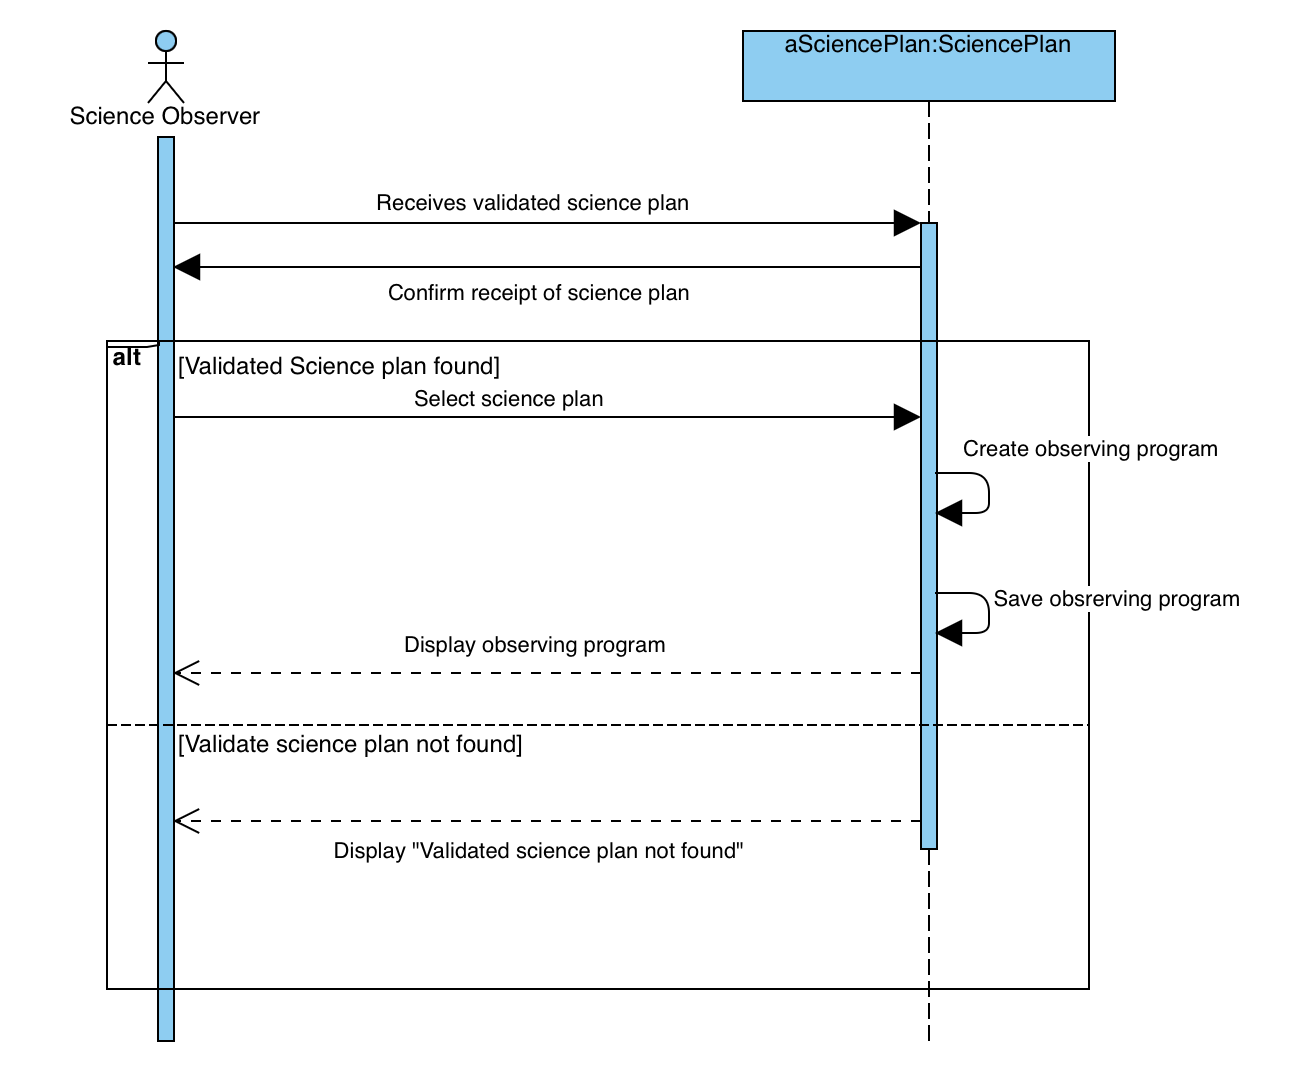 Science Observer
aSciencePlan:SciencePlan
Receives validated science plan
Confirm receipt of science plan
alt
[Validated Science plan found]
Select science plan
Create observing program
Save obsrerving program
Display observing program
[Validate science plan not found]
Display "Validated science plan not found"